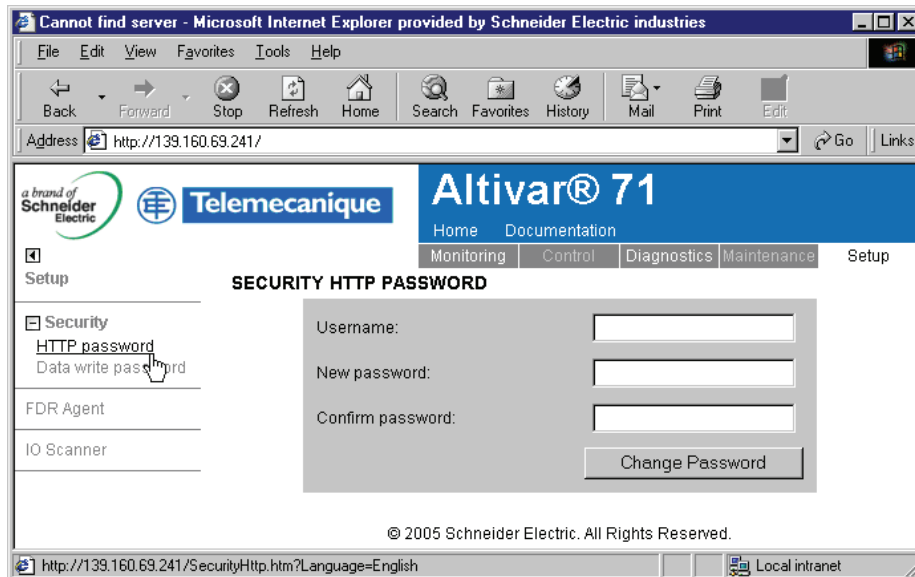 Cannot find server - Microsoft Internet Explorer provided by Schneider Electric industries
File Edit View Favorites Tools Help
Back Forward Stop Refresh Home Search Favorites History Mail Print Edit
Address http://139.160.69.241/ Go Links
a brand of
Schneider
Electric
Telemecanique
Altivar® 71
Home Documentation
Monitoring Control Diagnostics Maintenance Setup
Setup
SECURITY HTTP PASSWORD
Security
HTTP password
Data write password
FDR Agent
IO Scanner
Username:
New password:
Confirm password:
Change Password
© 2005 Schneider Electric. All Rights Reserved.
http://139.160.69.241/SecurityHttp.htm?Language=English Local intranet